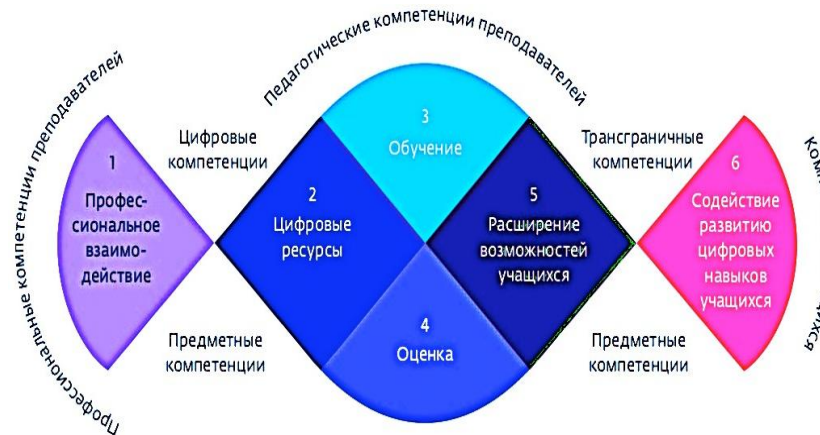 Профессиональные компетенции преподавателей
Педагогические компетенции преподавателей
1
Профес-
сиональное
взаимо-
действие
Цифровые
компетенции
Предметные
компетенции
2
Цифровые
ресурсы
3
Обучение
4
Оценка
5
Расширение
возможностей
учащихся
Трансграничные
компетенции
Предметные
компетенции
6
Содействие
развитию
цифровых
навыков
учащихся